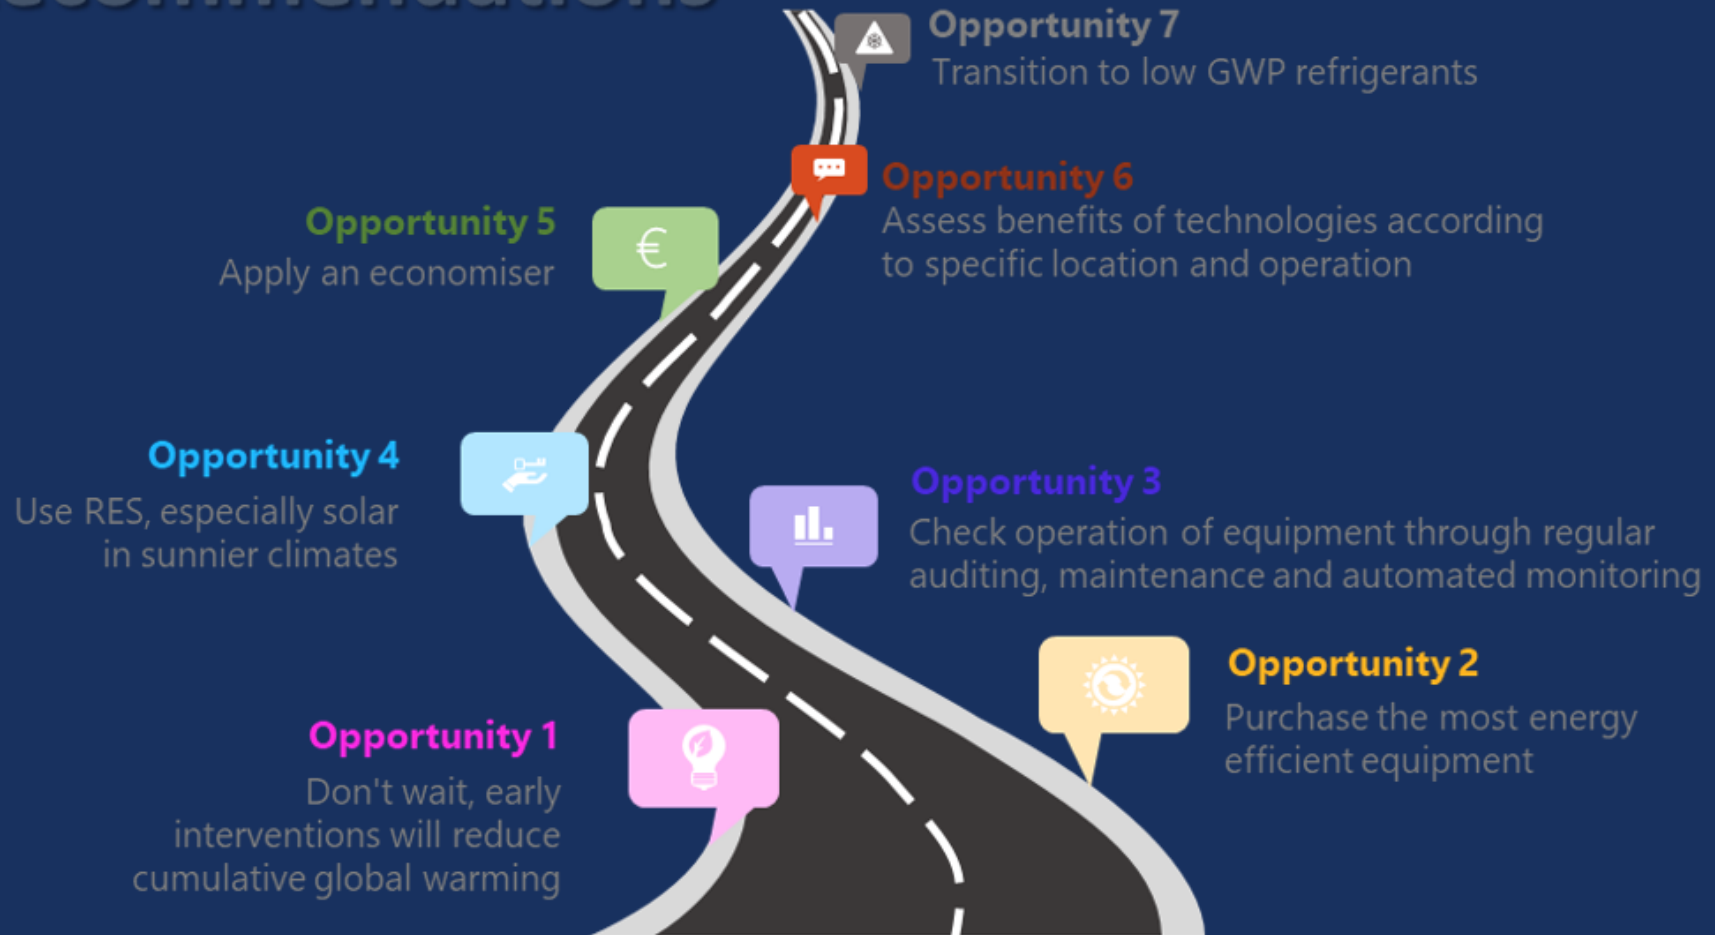 Opportunity 7
Transition to low GWP refrigerants
Opportunity 6
Assess benefits of technologies according
to specific location and operation
Opportunity 5
Apply an economiser
€
Opportunity 4
Use RES, especially solar
in sunnier climates
Opportunity 3
Check operation of equipment through regular
auditing, maintenance and automated monitoring
Opportunity 2
Purchase the most energy
efficient equipment
Opportunity 1
Don't wait, early
interventions will reduce
cumulative global warming